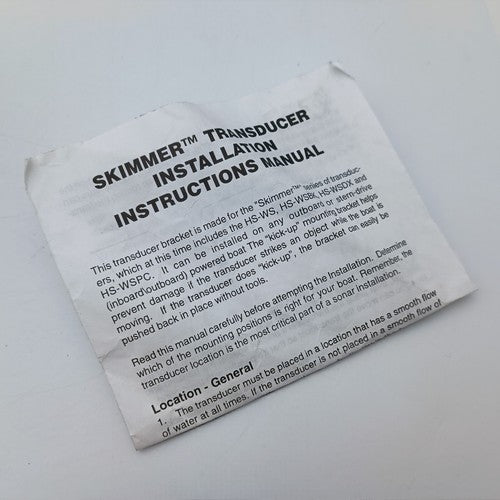 SKIMMER™ TRANSDUCER
INSTALLATION
INSTRUCTIONS MANUAL
This transducer bracket is made for the "Skimmer™" series of transduc-
ers, which at this time includes the HS-WS, HS-WSBK, HS-WSDX and
HS-WSPC. It can be installed on any outboard or stern-drive
(inboard\outboard) powered boat The "kick-up" mounting bracket helps
prevent damage if the transducer strikes an object while the boat is
moving. If the transducer does "kick-up", the bracket can easily be
pushed back in place without tools.
Read this manual carefully before attempting the Installation. Determine
which of the mounting positions is right for your boat. Remember, the
transducer location is the most critical part of a sonar installation.
Location - General
1. The transducer must be placed in a location that has a smooth flow
of water at all times. If the transducer is not placed in a smooth flow of